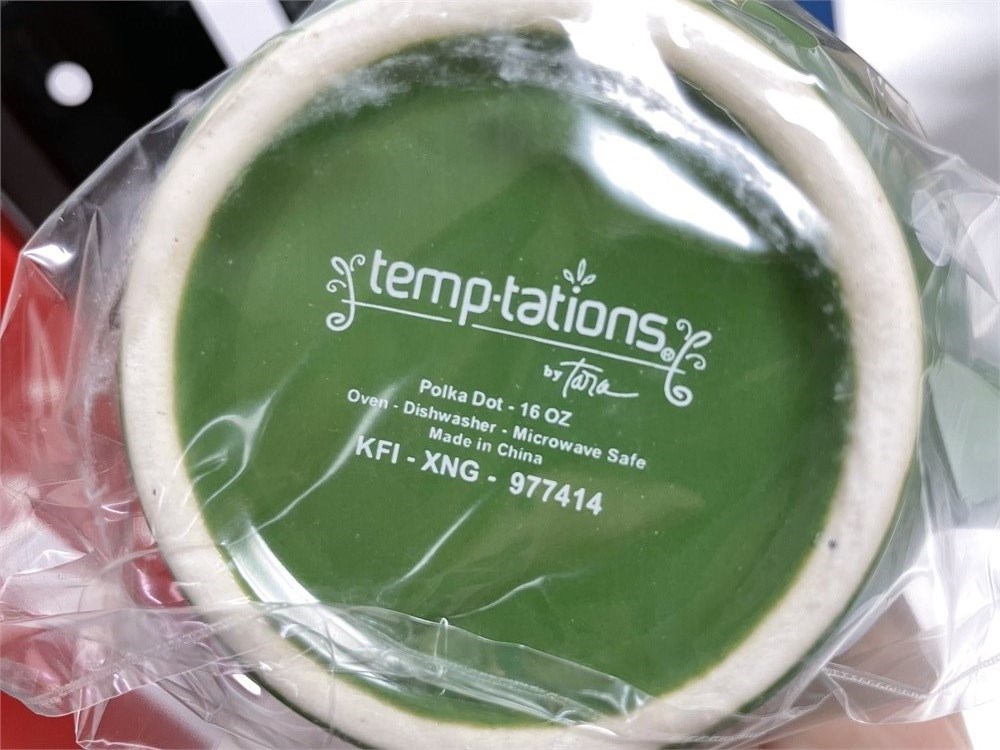 temp·tations®
by Tara
Polka Dot - 16 OZ
Oven - Dishwasher - Microwave Safe
Made in China
KFI - XNG - 977414